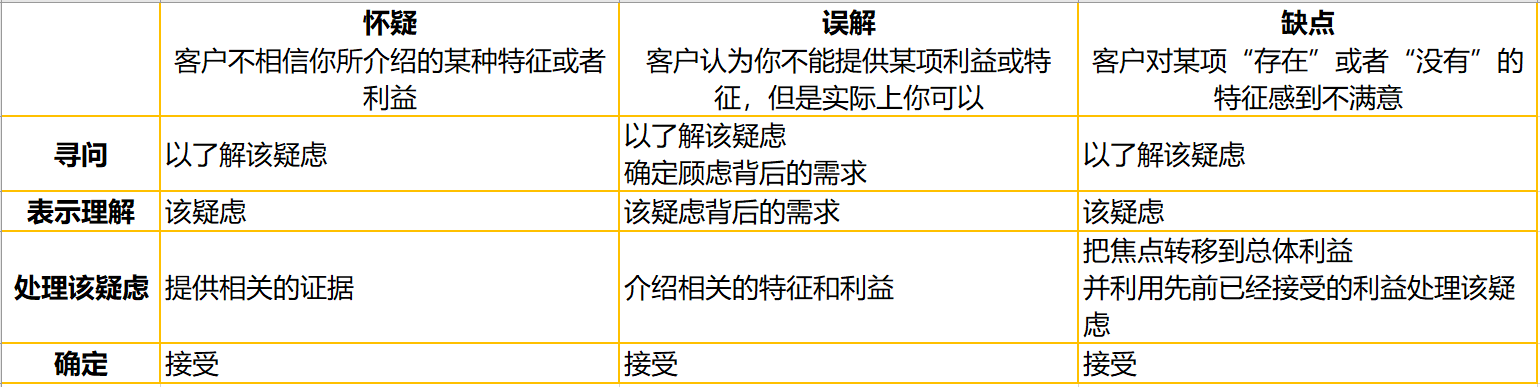 怀疑
客户不相信你所介绍的某种特征或者
利益
误解
客户认为你不能提供某项利益或特
征，但是实际上你可以
缺点
客户对某项“存在”或者“没有”的
特征感到不满意
寻问
以了解该疑虑
以了解该疑虑
确定顾虑背后的需求
以了解该疑虑
表示理解
该疑虑
该疑虑背后的需求
该疑虑
处理该疑虑
提供相关的证据
介绍相关的特征和利益
把焦点转移到总体利益
并利用先前已经接受的利益处理该疑
虑
确定
接受
接受
接受